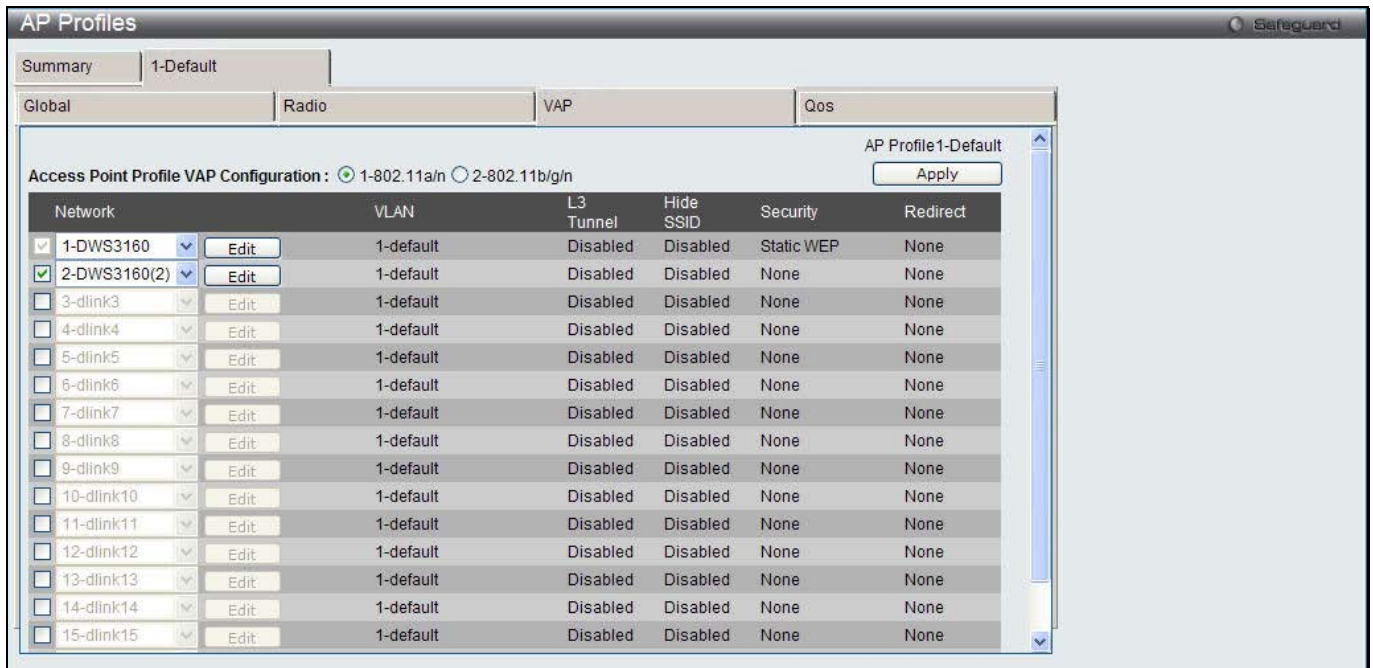 AP Profiles
Safeguard
Summary 1-Default
Global Radio VAP Qos
AP Profile1-Default
Access Point Profile VAP Configuration : 1-802.11a/n 2-802.11b/g/n Apply
Network VLAN L3 Tunnel Hide SSID Security Redirect
1-DWS3160 Edit 1-default Disabled Disabled Static WEP None
2-DWS3160(2) Edit 1-default Disabled Disabled None None
3-dlink3 Edit 1-default Disabled Disabled None None
4-dlink4 Edit 1-default Disabled Disabled None None
5-dlink5 Edit 1-default Disabled Disabled None None
6-dlink6 Edit 1-default Disabled Disabled None None
7-dlink7 Edit 1-default Disabled Disabled None None
8-dlink8 Edit 1-default Disabled Disabled None None
9-dlink9 Edit 1-default Disabled Disabled None None
10-dlink10 Edit 1-default Disabled Disabled None None
11-dlink11 Edit 1-default Disabled Disabled None None
12-dlink12 Edit 1-default Disabled Disabled None None
13-dlink13 Edit 1-default Disabled Disabled None None
14-dlink14 Edit 1-default Disabled Disabled None None
15-dlink15 Edit 1-default Disabled Disabled None None